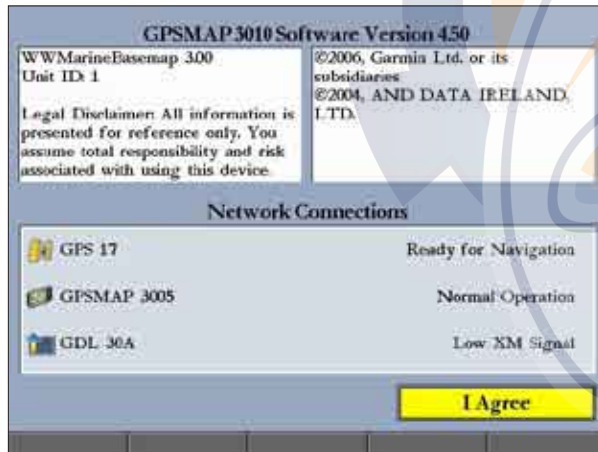 GPSMAP 3010 Software Version 4.50
WWMarineBasemap 3.00
Unit ID: 1
Legal Disclaimer: All information is
presented for reference only. You
assume total responsibility and risk
associated with using this device
©2006, Garmin Ltd. or its
subsidiaries
©2004, AND DATA IRELAND,
LTD.
Network Connections
GPS 17 Ready for Navigation
GPSMAP 3005 Normal Operation
GDL 30A Low XM Signal
I Agree